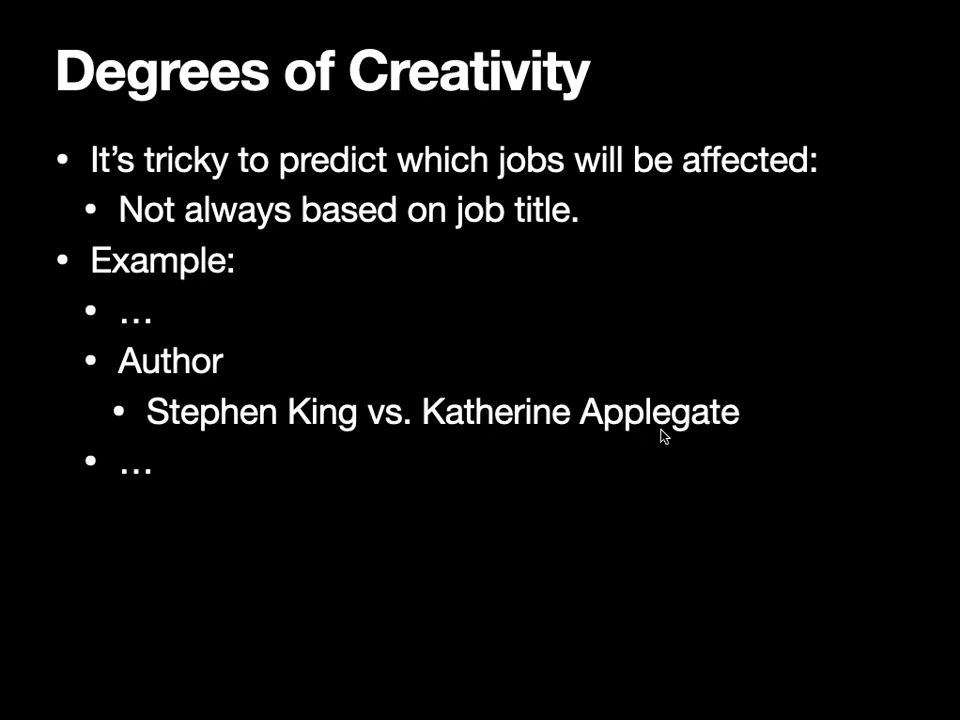 Degrees of Creativity
• It’s tricky to predict which jobs will be affected:
• Not always based on job title.
• Example:
• …
• Author
• Stephen King vs. Katherine Applegate
• …